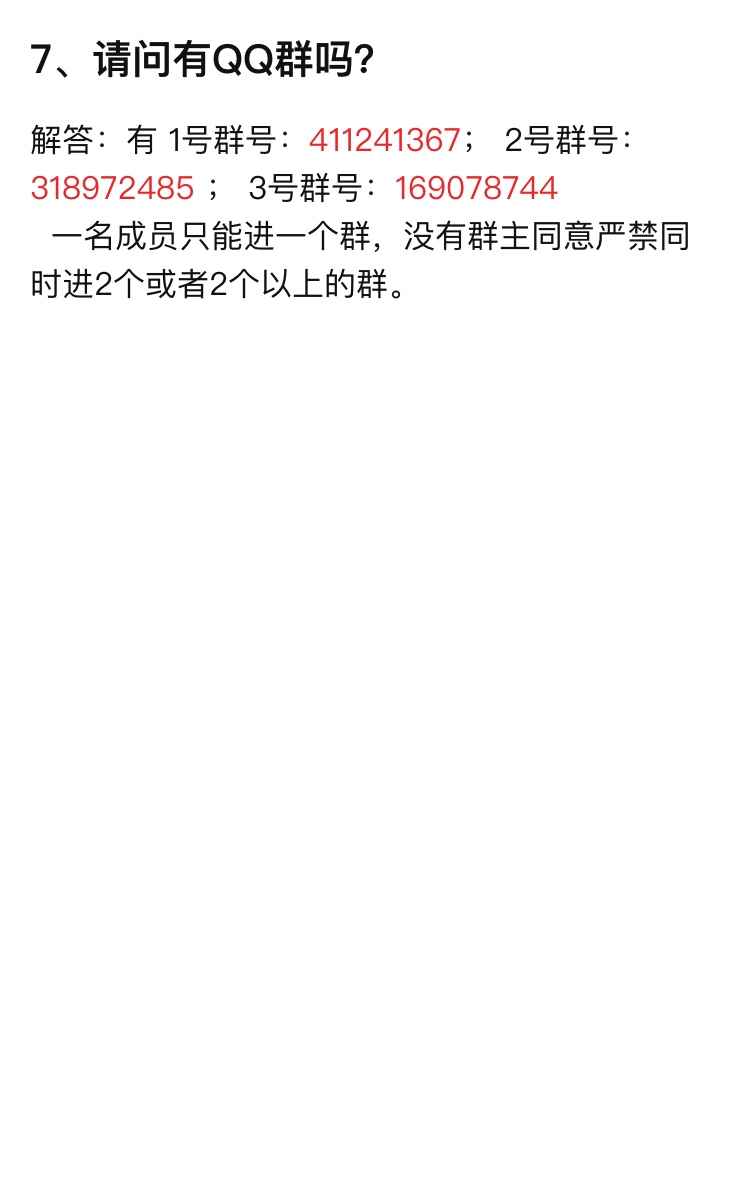 7、请问有QQ群吗？
解答：有 1号群号：411241367； 2号群号：
318972485 ； 3号群号：169078744
一名成员只能进一个群，没有群主同意严禁同
时进2个或者2个以上的群。